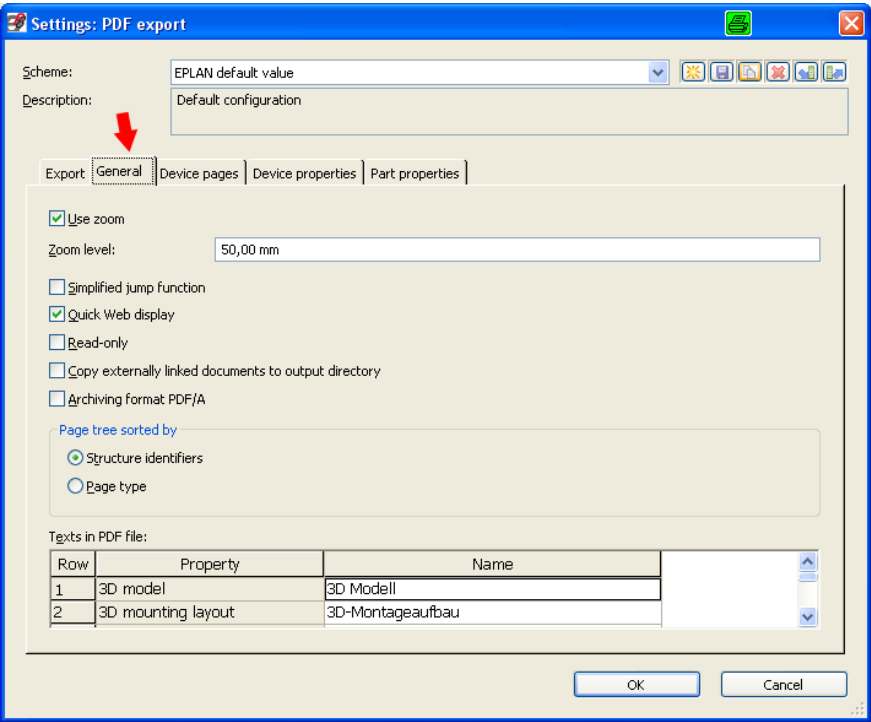 Settings: PDF export
Scheme: EPLAN default value
Description: Default configuration
Export General Device pages Device properties Part properties
Use zoom
Zoom level: 50,00 mm
Simplified jump function
Quick Web display
Read-only
Copy externally linked documents to output directory
Archiving format PDF/A
Page tree sorted by
Structure identifiers
Page type
Texts in PDF file:
Row Property Name
1 3D model 3D Modell
2 3D mounting layout 3D-Montageaufbau
OK Cancel